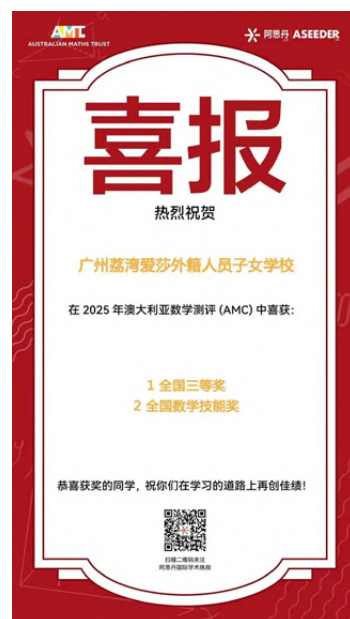 AMT.
AUSTRALIAN MATHS TRUST
阿思丹 ASEEDER
喜报
热烈祝贺
广州荔湾爱莎外籍人员子女学校
在 2025 年澳大利亚数学测评 (AMC) 中喜获:
1 全国三等奖
2 全国数学技能奖
恭喜获奖的同学，祝你们在学习的道路上再创佳绩!
扫描二维码关注
阿思丹国际学术挑战